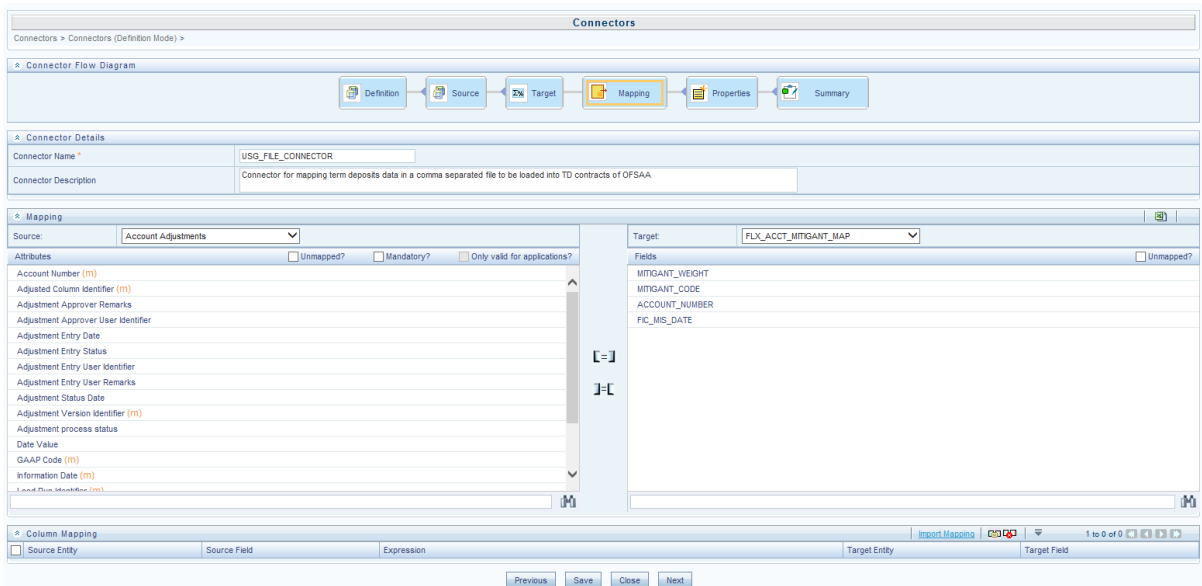 Connectors
Connectors > Connectors (Definition Mode) >
Connector Flow Diagram
Definition Source Target Mapping Properties Summary
Connector Details
Connector Name * USG_FILE_CONNECTOR
Connector Description Connector for mapping term deposits data in a comma separated file to be loaded into TD contracts of OFSAA
Mapping
Source: Account Adjustments Target: FLX_ACCT_MITIGANT_MAP
Attributes Unmapped? Mandatory? Only valid for applications? Fields Unmapped?
Account Number (m) MITIGANT_WEIGHT
Adjusted Column Identifier (m) MITIGANT_CODE
Adjustment Approver Remarks ACCOUNT_NUMBER
Adjustment Approver User Identifier FIC_MIS_DATE
Adjustment Entry Date
Adjustment Entry Status
Adjustment Entry User Identifier
Adjustment Entry User Remarks
Adjustment Status Date
Adjustment Version Identifier (m)
Adjustment process status
Date Value
GAAP Code (m)
Information Date (m)
Load Run Identifier (m)
Column Mapping Import Mapping 1 to 0 of 0
Source Entity Source Field Expression Target Entity Target Field
Previous Save Close Next